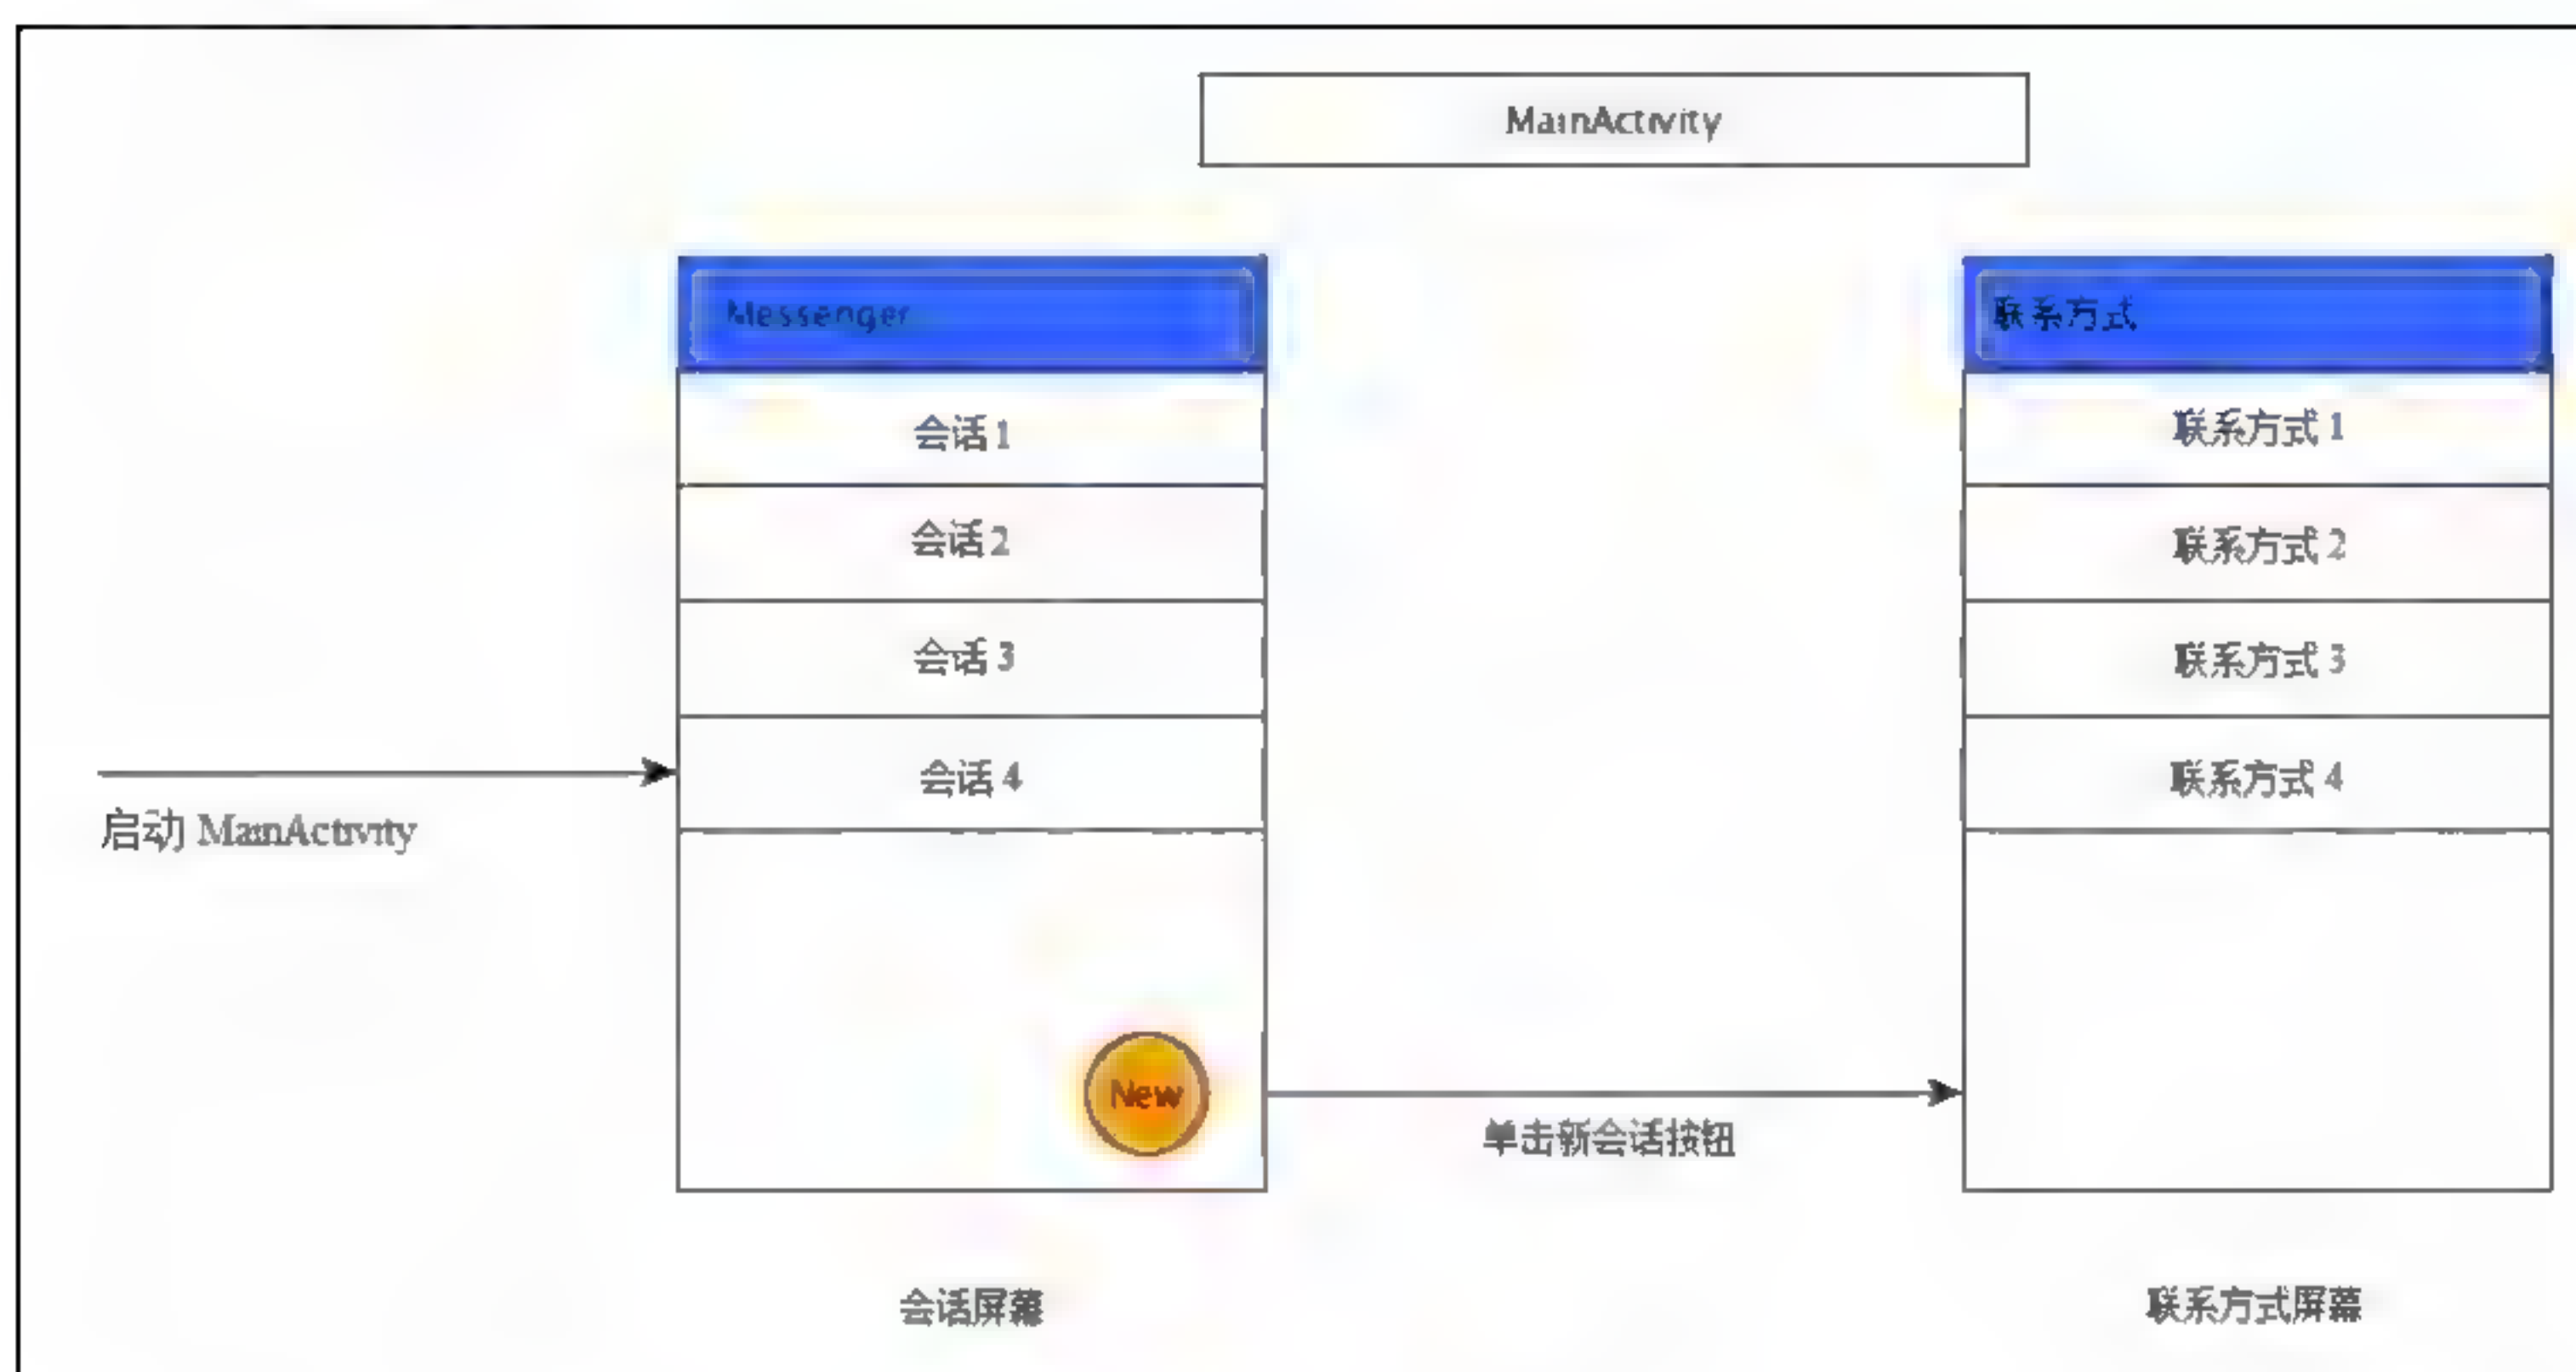 MainActivity
Messenger
会话 1
会话 2
会话 3
会话 4
New
启动 MainActivity
单击新会话按钮
会话屏幕
联系方式
联系方式 1
联系方式 2
联系方式 3
联系方式 4
联系方式屏幕